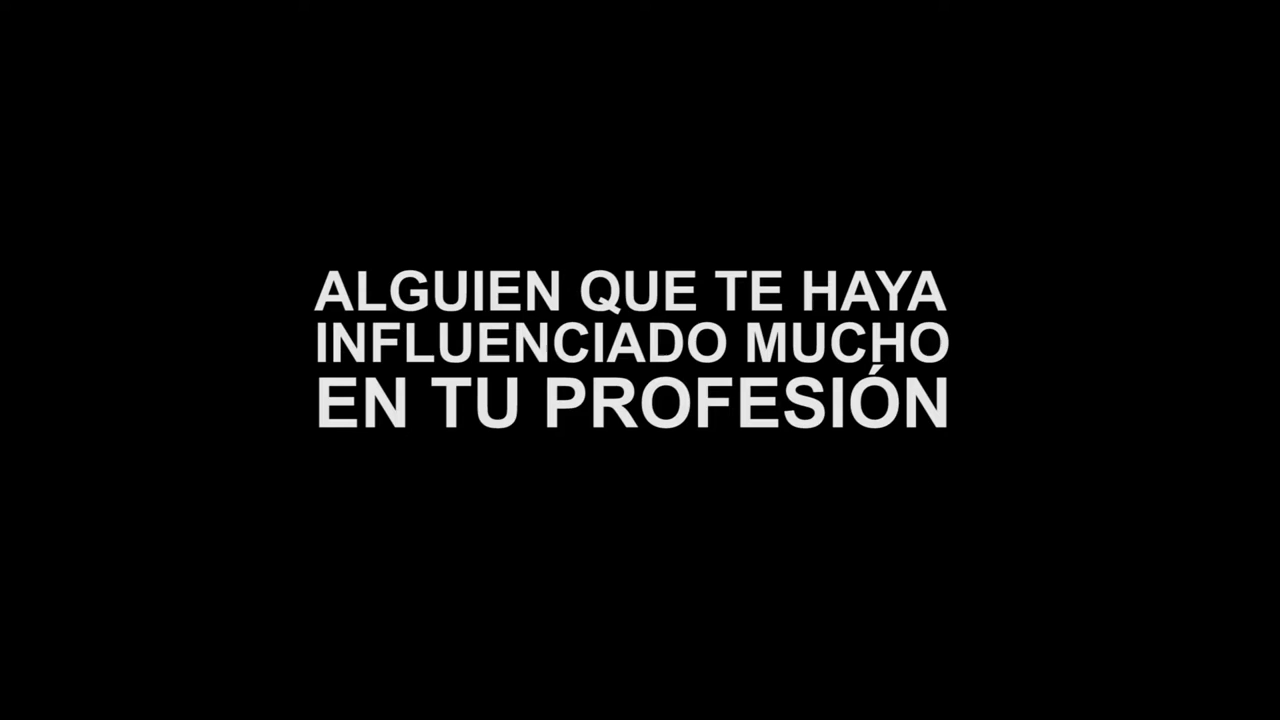 ALGUIEN QUE TE HAYA
INFLUENCIADO MUCHO
EN TU PROFESIÓN